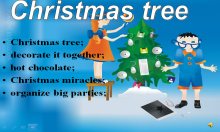 Christmas tree
• Christmas tree;
• decorate it together;
• hot chocolate;
• Christmas miracles;
• organize big parties;